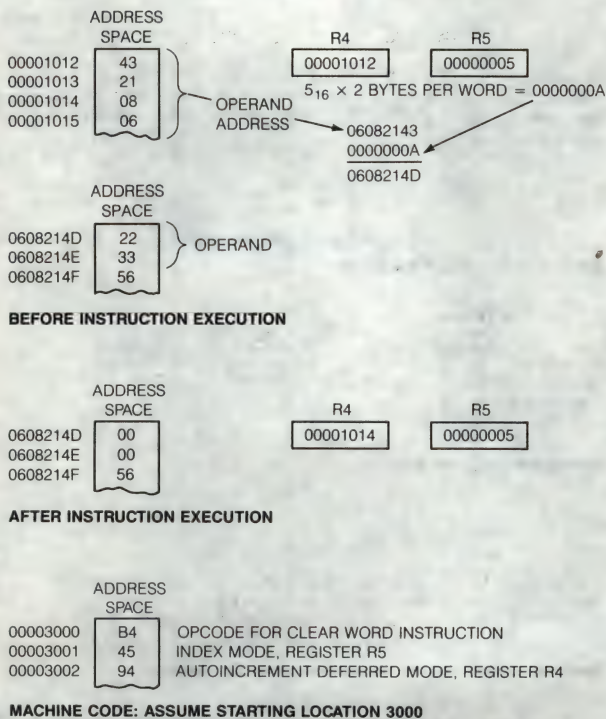 ADDRESS
SPACE R4 R5
00001012 43 00001012 00000005
00001013 21 5₁₆ × 2 BYTES PER WORD = 0000000A
00001014 08 OPERAND
00001015 06 ADDRESS 06082143
0000000A
0608214D
ADDRESS
SPACE
0608214D 22 OPERAND
0608214E 33
0608214F 56
BEFORE INSTRUCTION EXECUTION
ADDRESS
SPACE R4 R5
0608214D 00 00001014 00000005
0608214E 00
0608214F 56
AFTER INSTRUCTION EXECUTION
ADDRESS
SPACE
00003000 B4 OPCODE FOR CLEAR WORD INSTRUCTION
00003001 45 INDEX MODE, REGISTER R5
00003002 94 AUTOINCREMENT DEFERRED MODE, REGISTER R4
MACHINE CODE: ASSUME STARTING LOCATION 3000